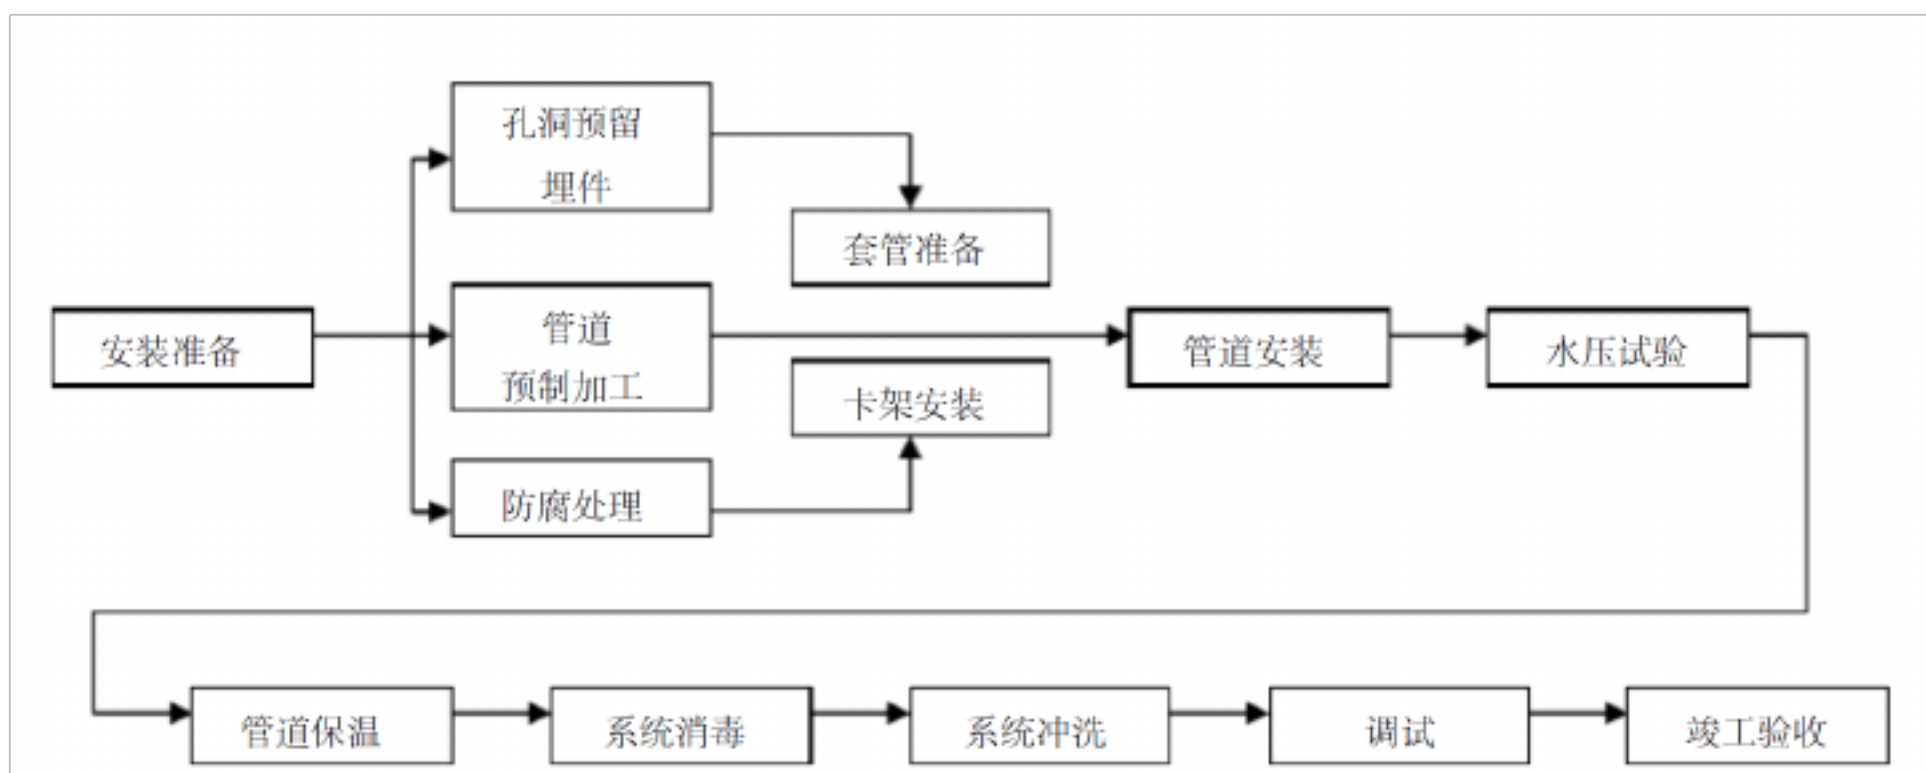 孔洞预留
埋件
套管准备
安装准备
管道
预制加工
管道安装
水压试验
卡架安装
防腐处理
管道保温
系统消毒
系统冲洗
调试
竣工验收